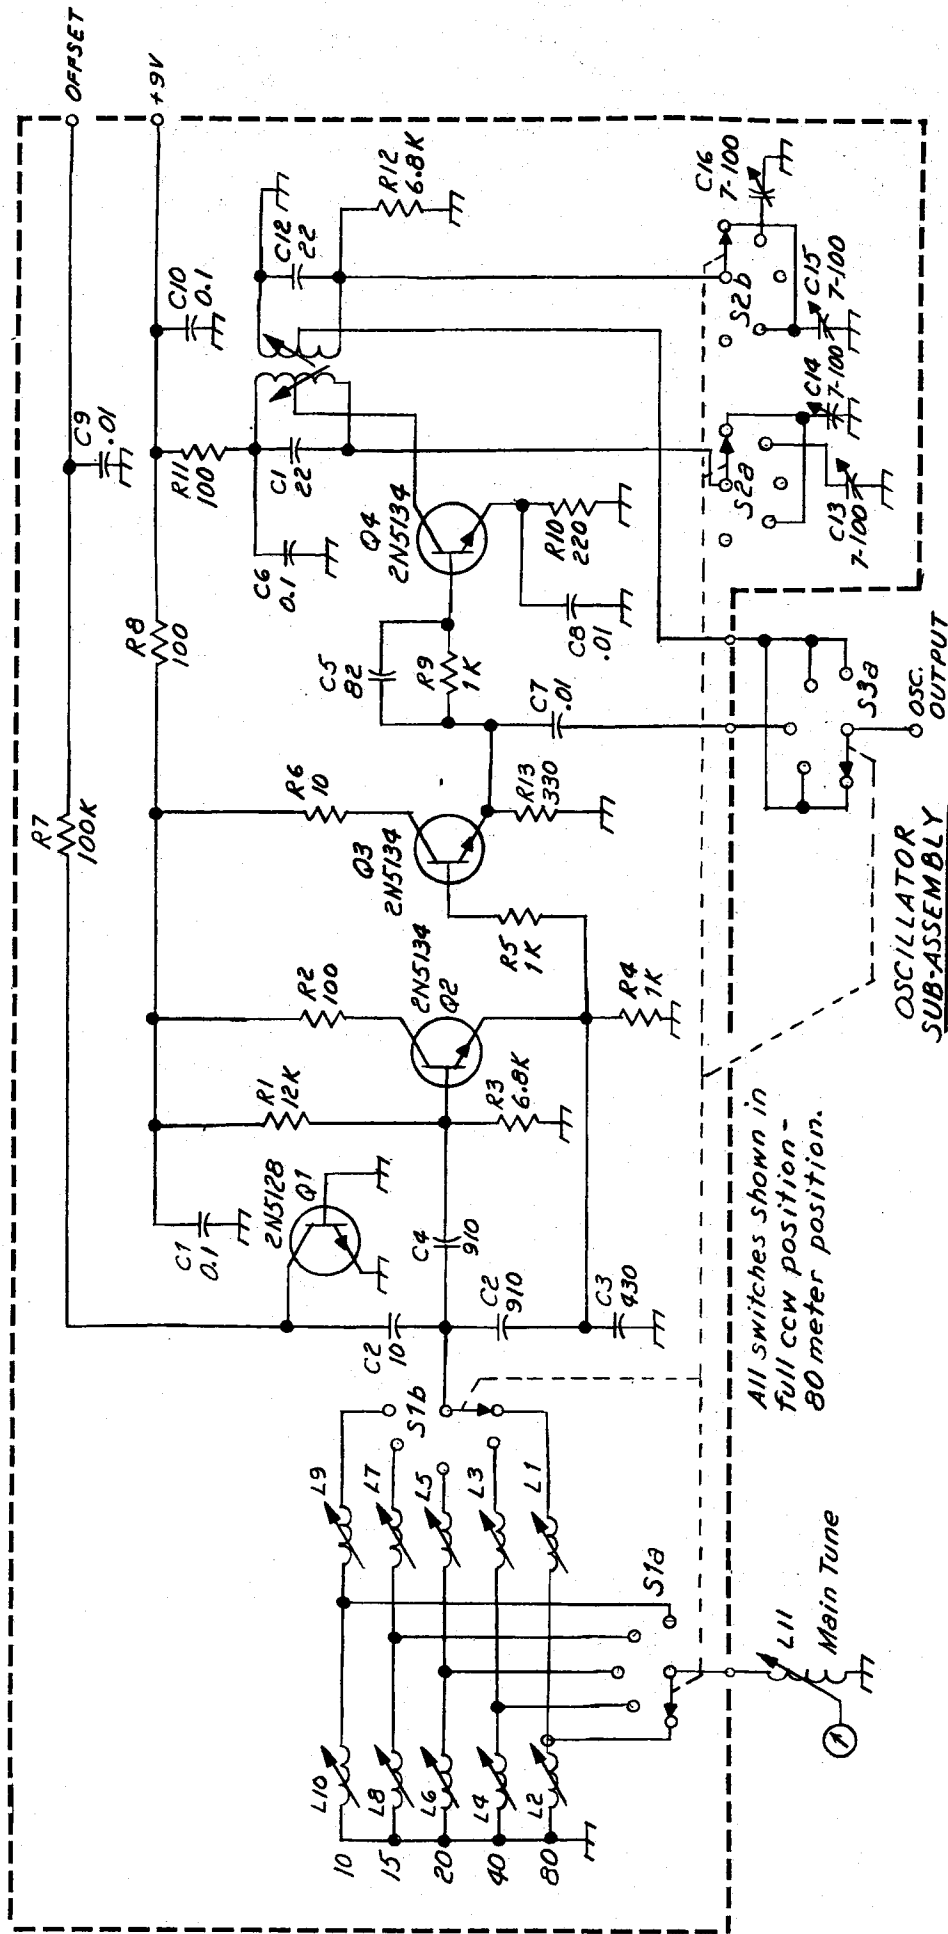 OFFSET
+9V
R7
100K
C9
.01
R8
100
C10
0.1
R11
100
C12
22
R12
6.8K
C1
0.1
R1
12K
R2
100
R6
10
C6
0.1
C1
22
2N5128
Q1
2N5134
Q2
Q3
2N5134
Q4
2N5134
C5
82
R9
1K
R10
220
C8
.01
C7
.01
R13
330
R5
1K
R4
1K
R3
6.8K
C4
910
C2
10
C2
910
C3
430
S1b
L9
L7
L5
L3
L1
L10
L8
L6
L4
L2
10
15
20
40
80
S1a
L11
Main Tune
S2a
S2b
C13
7-100
C14
7-100
C15
7-100
C16
7-100
S3a
OSC.
OUTPUT
OSCILLATOR
SUB-ASSEMBLY
All switches shown in
full ccw position-
80 meter position.